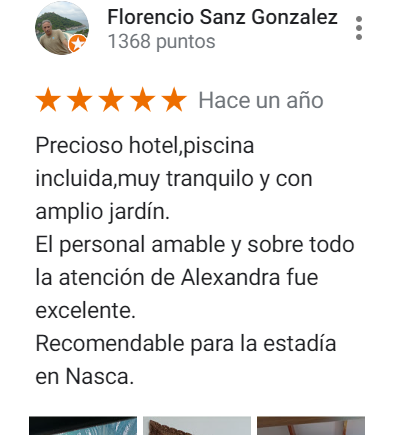 Florencio Sanz Gonzalez
1368 puntos
Hace un año
Precioso hotel,piscina
incluida,muy tranquilo y con
amplio jardín.
El personal amable y sobre todo
la atención de Alexandra fue
excelente.
Recomendable para la estadía
en Nasca.